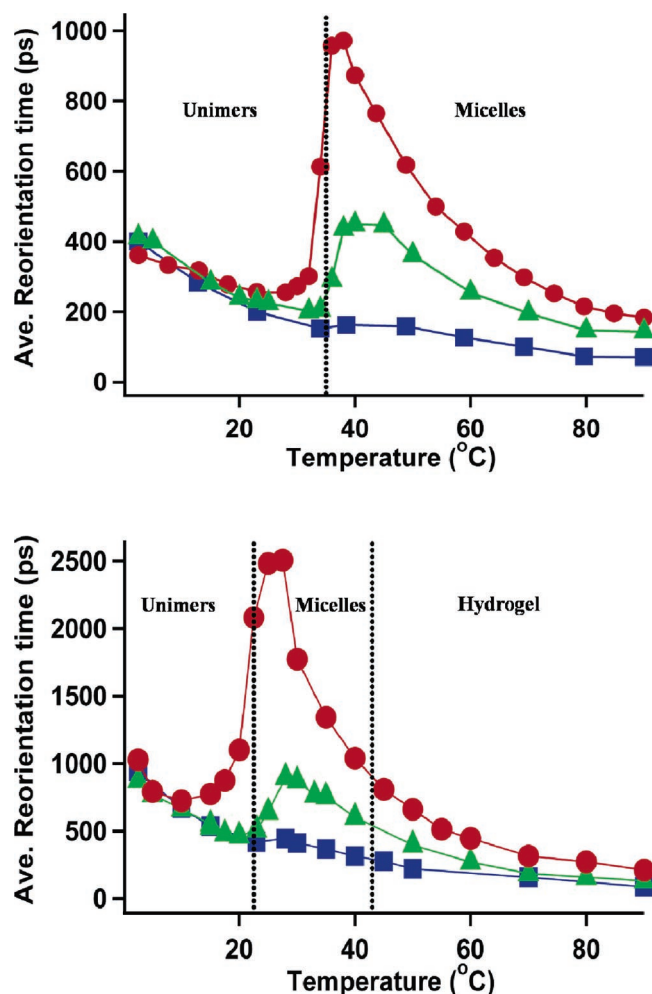 Ave. Reorientation time (ps)
1000
800
600
400
200
0
Unimers
Micelles
20
40
60
80
Temperature (°C)
Ave. Reorientation time (ps)
2500
2000
1500
1000
500
0
Unimers
Micelles
Hydrogel
20
40
60
80
Temperature (°C)